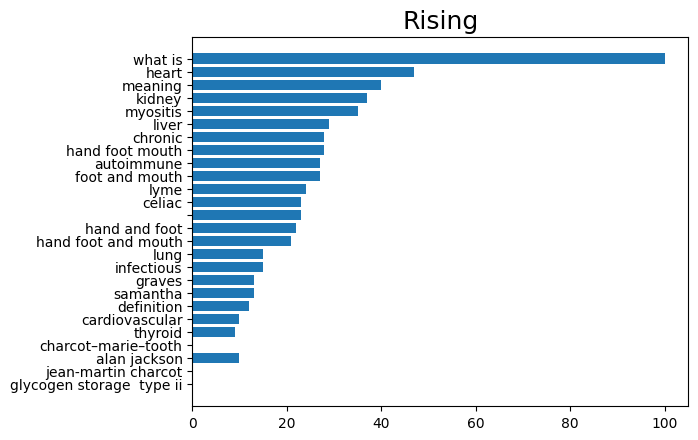 Rising
what is
heart
meaning
kidney
myositis
liver
chronic
hand foot mouth
autoimmune
foot and mouth
lyme
celiac
hand and foot
hand foot and mouth
lung
infectious
graves
samantha
definition
cardiovascular
thyroid
charcot–marie–tooth
alan jackson
jean-martin charcot
glycogen storage  type ii
0 20 40 60 80 100